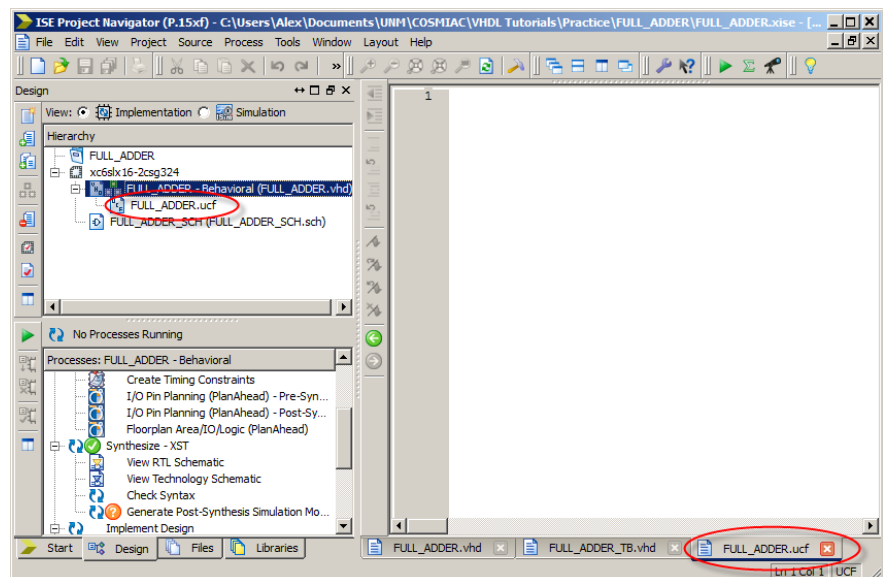 ISE Project Navigator (P.15xf) - C:\Users\Alex\Documents\UNM\COSMIAC\VHDL Tutorials\Practice\FULL_ADDER\FULL_ADDER.xise - [...
File Edit View Project Source Process Tools Window Layout Help
»
Design
View: Implementation Simulation
Hierarchy
FULL_ADDER
xc6slx16-2csg324
FULL_ADDER - Behavioral (FULL_ADDER.vhd)
FULL_ADDER.ucf
FULL_ADDER_SCH (FULL_ADDER_SCH.sch)
No Processes Running
Processes: FULL_ADDER - Behavioral
Create Timing Constraints
I/O Pin Planning (PlanAhead) - Pre-Syn...
I/O Pin Planning (PlanAhead) - Post-Sy...
Floorplan Area/IO/Logic (PlanAhead)
Synthesize - XST
View RTL Schematic
View Technology Schematic
Check Syntax
Generate Post-Synthesis Simulation Mo...
Implement Design
Start Design Files Libraries
1
FULL_ADDER.vhd FULL_ADDER_TB.vhd FULL_ADDER.ucf
Ln 1 Col 1 UCF